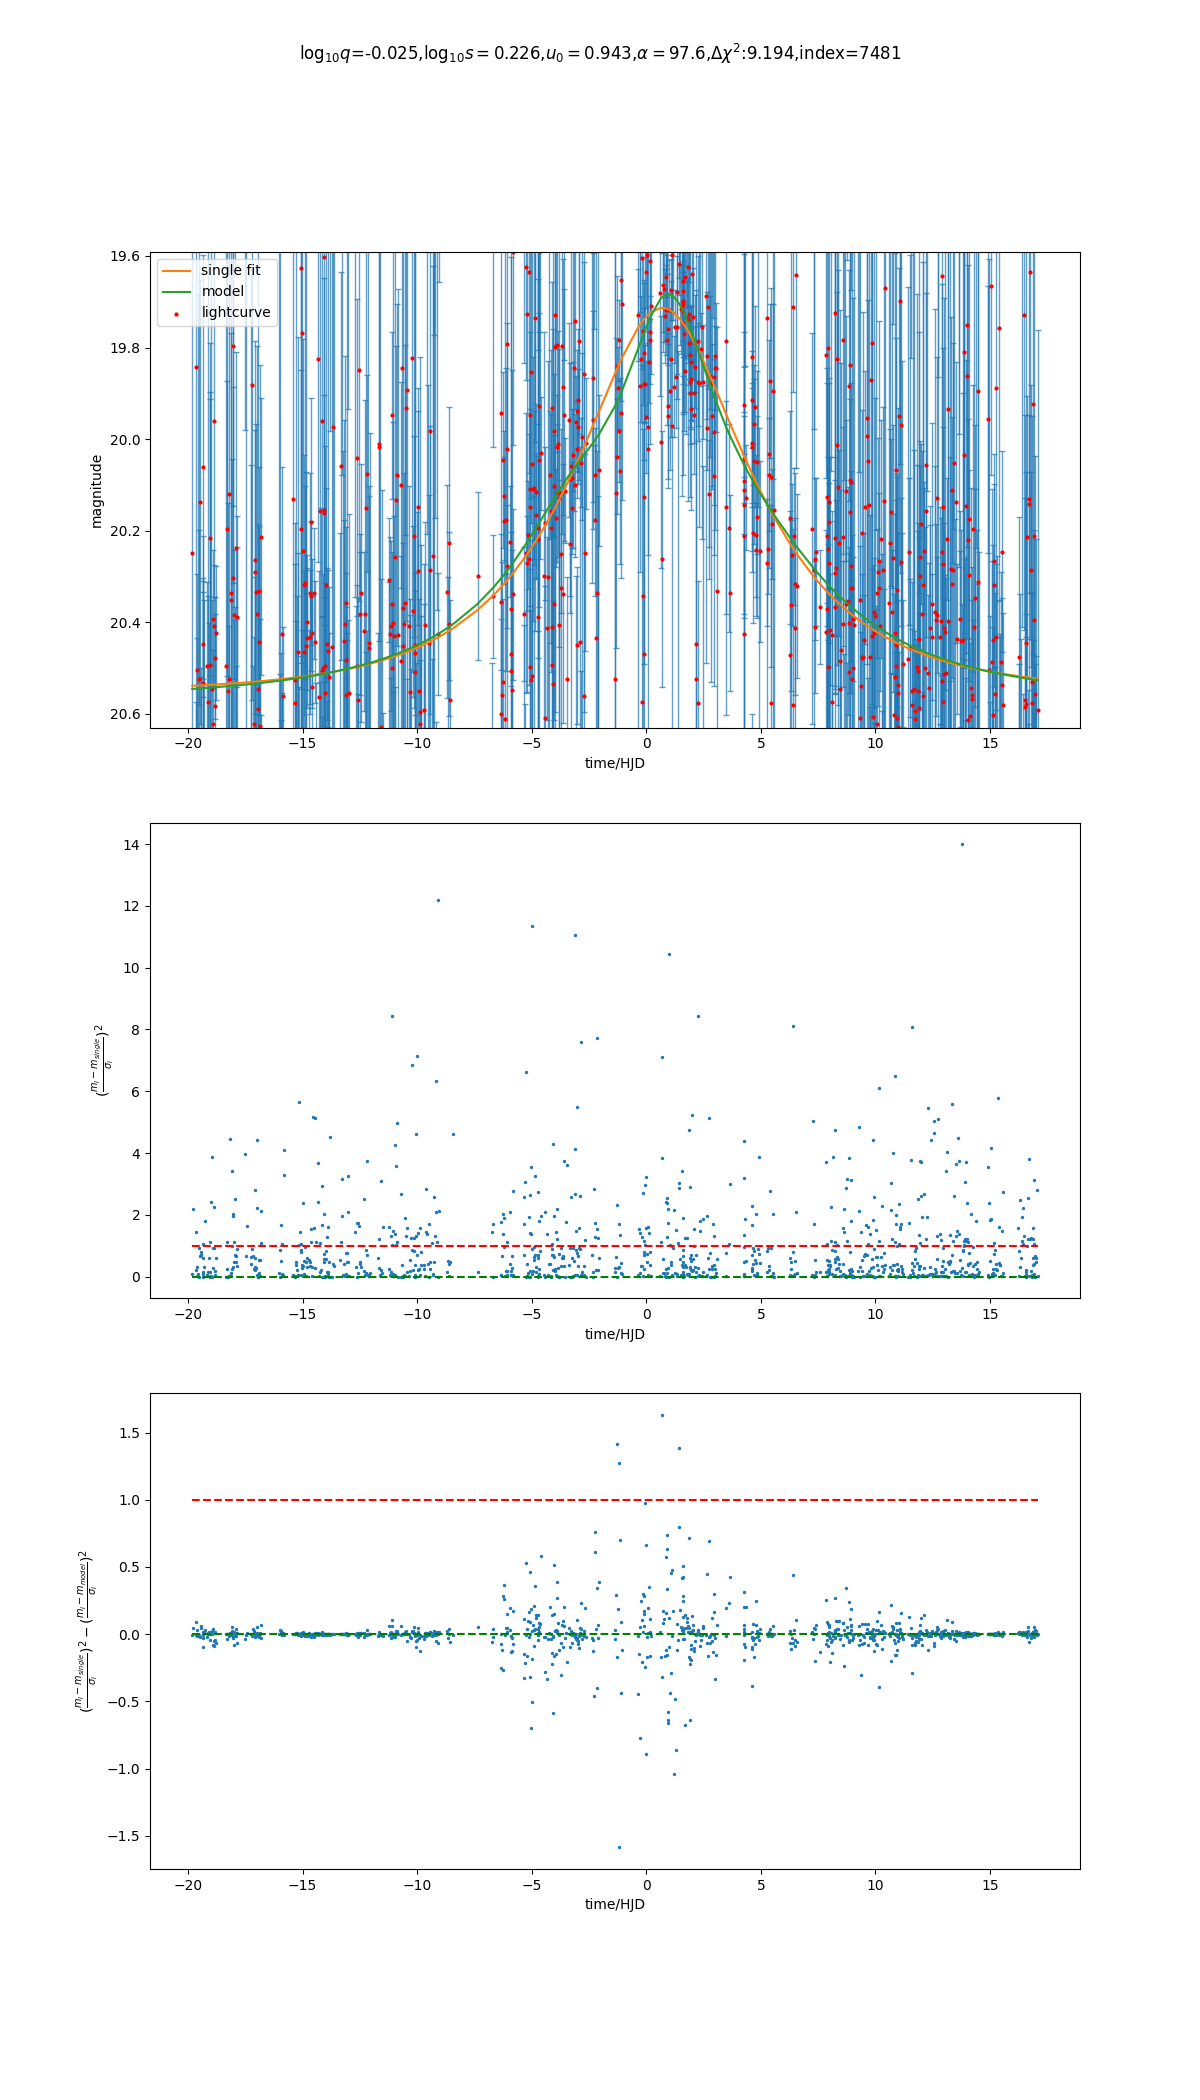 log₁₀q=-0.025,log₁₀s = 0.226,u₀ = 0.943,α = 97.6,Δχ²:9.194,index=7481
19.6
19.8
20.0
20.2
20.4
20.6
magnitude
single fit
model
lightcurve
−20 −15 −10 −5 0 5 10 15
time/HJD
14
12
10
8
6
4
2
0
((mᵢ − m_single)/σᵢ)²
−20 −15 −10 −5 0 5 10 15
time/HJD
1.5
1.0
0.5
0.0
−0.5
−1.0
−1.5
((mᵢ − m_single)/σᵢ)² − ((mᵢ − m_model)/σᵢ)²
−20 −15 −10 −5 0 5 10 15
time/HJD